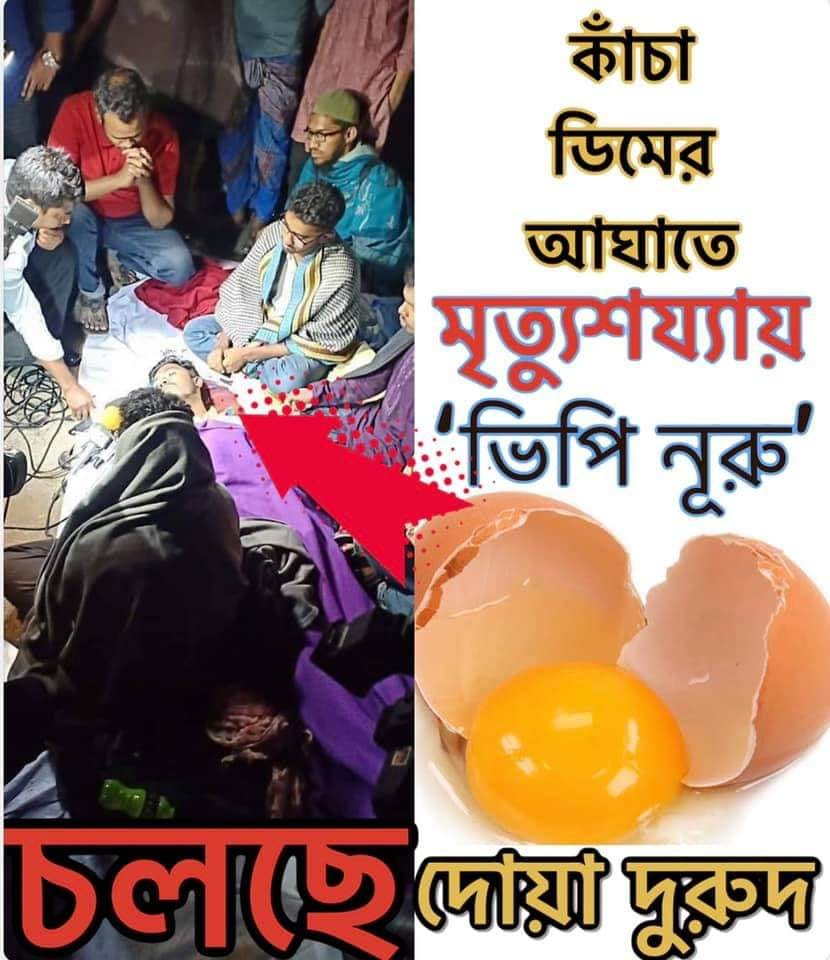 কাঁচা
ডিমের
আঘাতে
মৃত্যুশয্যায়
'ভিপি নূরু'
চলছে দোয়া দুরুদ